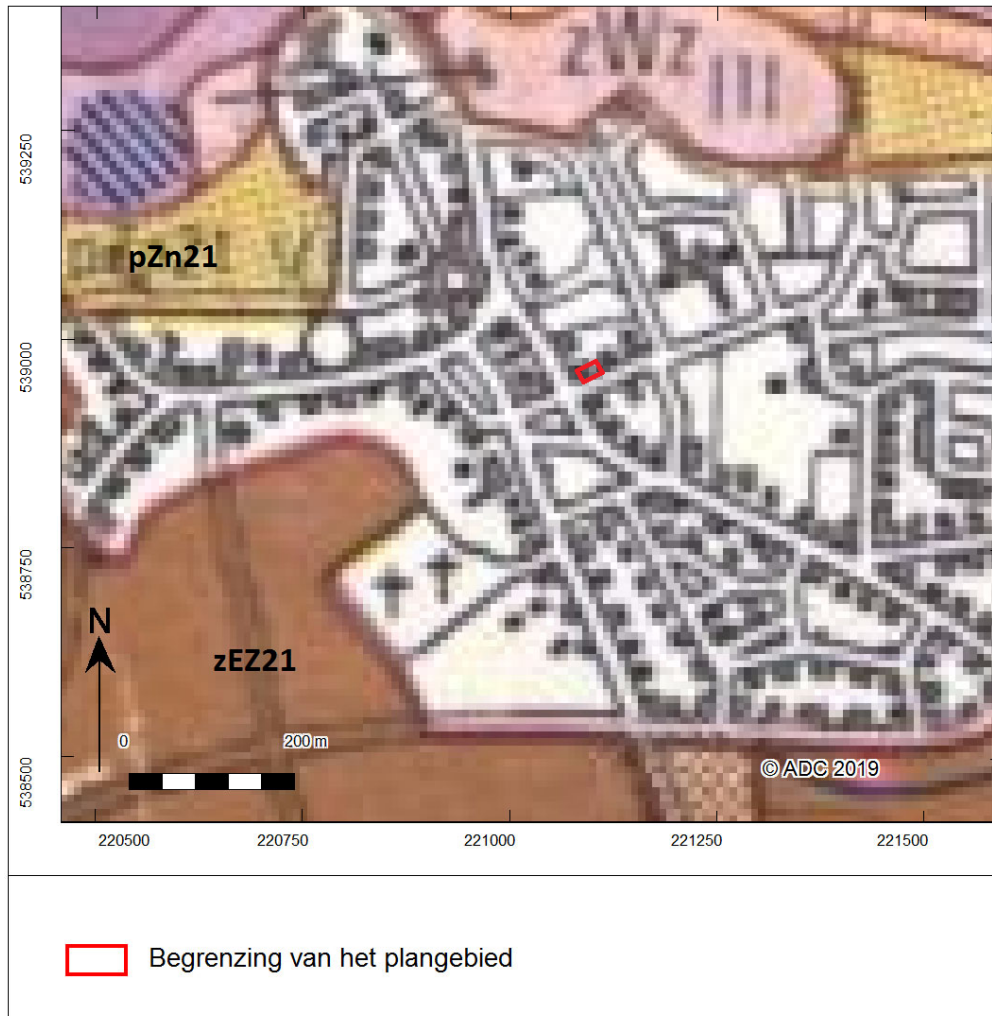 zWz
III
539250
pZn21
539000
538750
N
zEZ21
0 200 m
© ADC 2019
538500
220500 220750 221000 221250 221500
Begrenzing van het plangebied